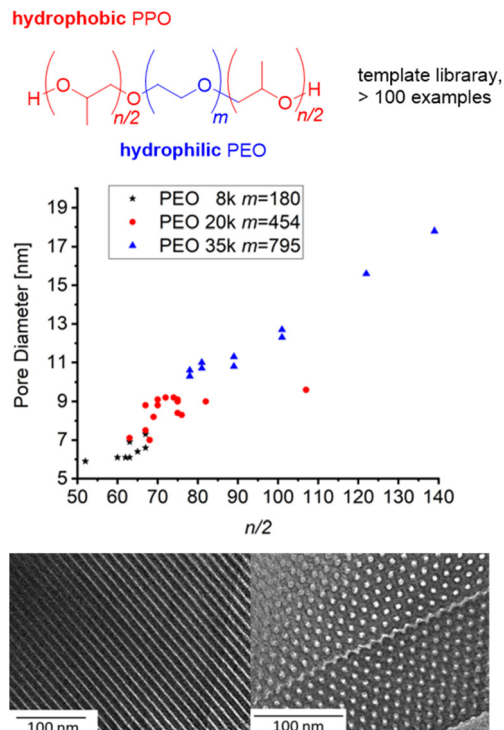 hydrophobic PPO
H O O O O H
n/2 m n/2
template libraray,
> 100 examples
hydrophilic PEO
PEO 8k m=180
PEO 20k m=454
PEO 35k m=795
Pore Diameter [nm]
19
17
15
13
11
9
7
5
50 60 70 80 90 100 110 120 130 140
n/2
100 nm 100 nm